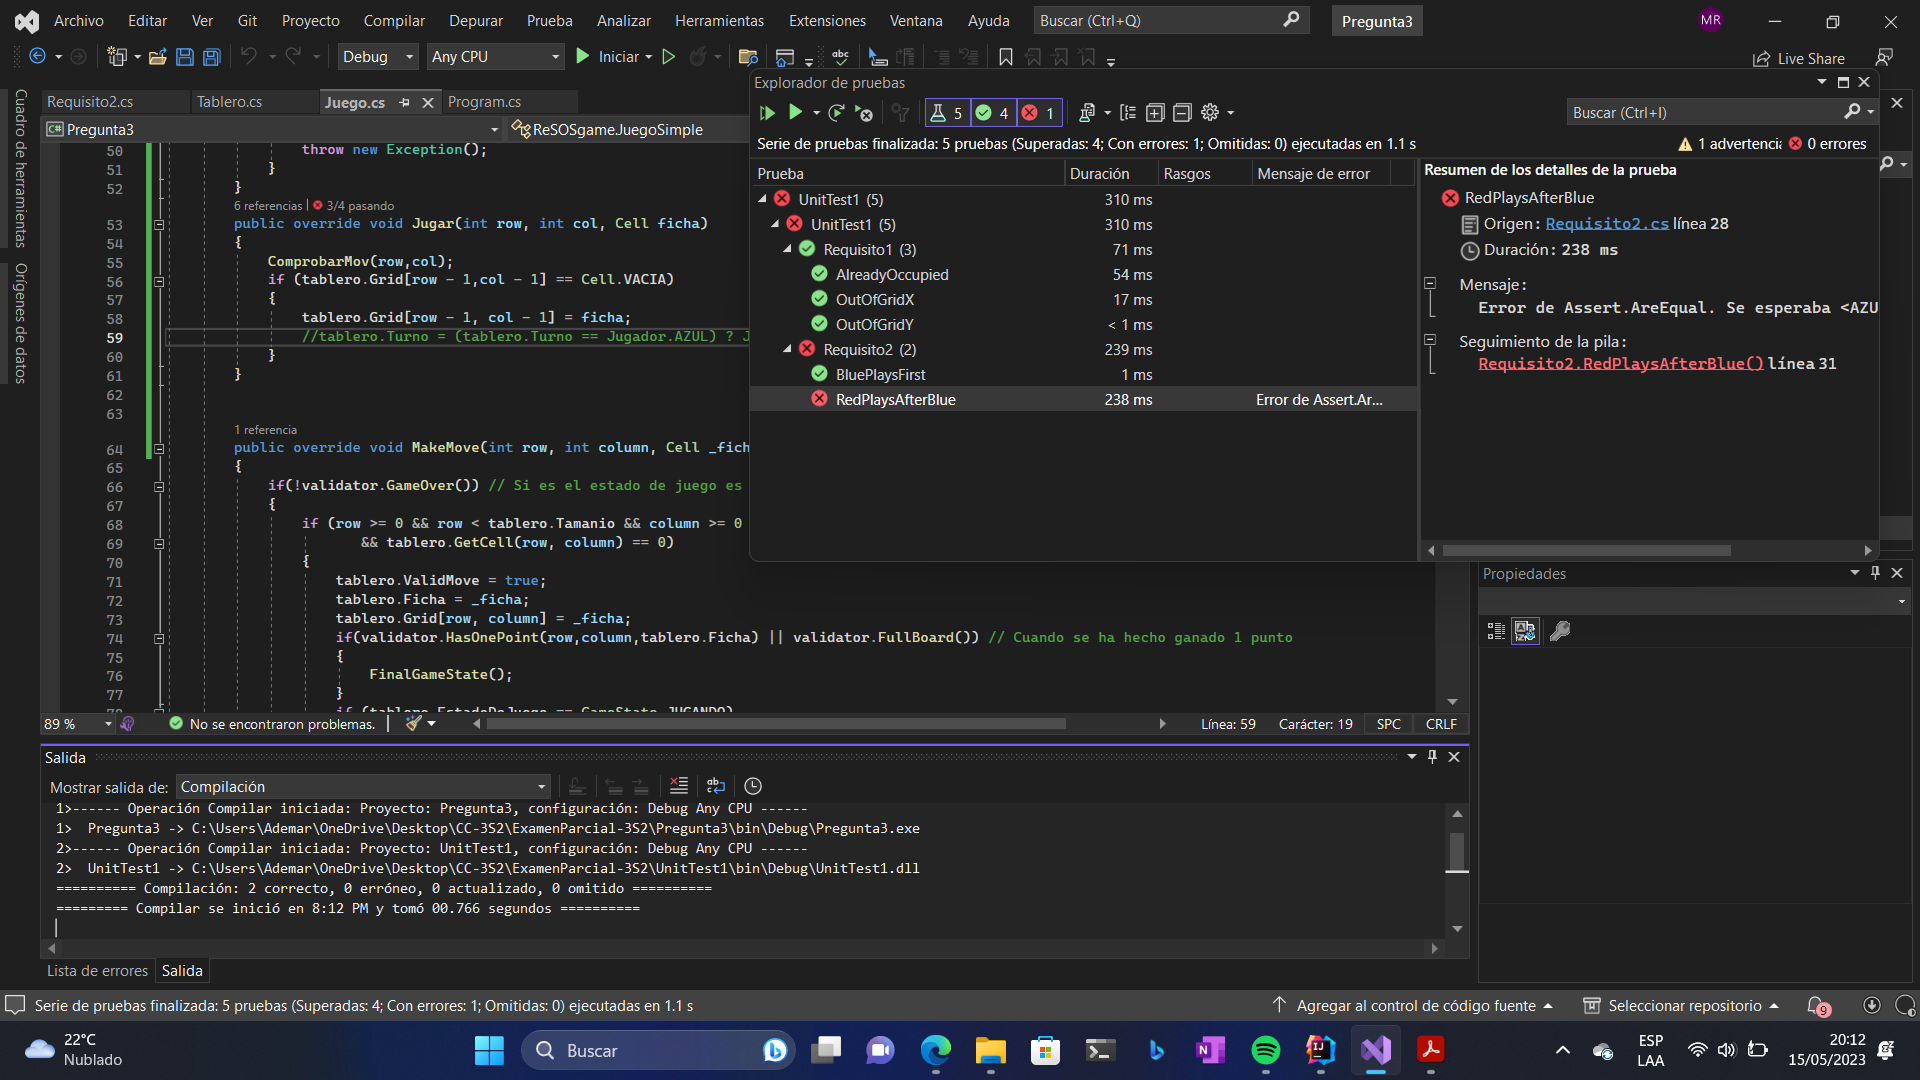 Archivo Editar Ver Git Proyecto Compilar Depurar Prueba Analizar Herramientas Extensiones Ventana Ayuda Buscar (Ctrl+Q) Pregunta3 MR
Debug Any CPU Iniciar abc Live Share
Cuadro de herramientas
Orígenes de datos
Requisito2.cs Tablero.cs Juego.cs Program.cs
C# Pregunta3 ReSOSgame.JuegoSimple
50 throw new Exception();
51 }
52 }
6 referencias | 3/4 pasando
53 public override void Jugar(int row, int col, Cell ficha)
54 {
55 ComprobarMov(row,col);
56 if (tablero.Grid[row - 1,col - 1] == Cell.VACIA)
57 {
58 tablero.Grid[row - 1, col - 1] = ficha;
59 //tablero.Turno = (tablero.Turno == Jugador.AZUL) ? J
60 }
61 }
62
63
1 referencia
64 public override void MakeMove(int row, int column, Cell _fich
65 {
66 if(!validator.GameOver()) // Si es el estado de juego es
67 {
68 if (row >= 0 && row < tablero.Tamanio && column >= 0
69 && tablero.GetCell(row, column) == 0)
70 {
71 tablero.ValidMove = true;
72 tablero.Ficha = _ficha;
73 tablero.Grid[row, column] = _ficha;
74 if(validator.HasOnePoint(row,column,tablero.Ficha) || validator.FullBoard()) // Cuando se ha hecho ganado 1 punto
75 {
76 FinalGameState();
77 }
78 if (tablero.EstadoDeJuego == GameState.JUGANDO)
89 % No se encontraron problemas. Línea: 59 Carácter: 19 SPC CRLF
Explorador de pruebas
5 4 1 Buscar (Ctrl+I)
Serie de pruebas finalizada: 5 pruebas (Superadas: 4; Con errores: 1; Omitidas: 0) ejecutadas en 1.1 s 1 advertencia 0 errores
Prueba Duración Rasgos Mensaje de error
UnitTest1 (5) 310 ms
UnitTest1 (5) 310 ms
Requisito1 (3) 71 ms
AlreadyOccupied 54 ms
OutOfGridX 17 ms
OutOfGridY < 1 ms
Requisito2 (2) 239 ms
BluePlaysFirst 1 ms
RedPlaysAfterBlue 238 ms Error de Assert.Ar...
Resumen de los detalles de la prueba
RedPlaysAfterBlue
Origen: Requisito2.cs línea 28
Duración: 238 ms
Mensaje:
Error de Assert.AreEqual. Se esperaba <AZU
Seguimiento de la pila:
Requisito2.RedPlaysAfterBlue() línea 31
Propiedades
Salida
Mostrar salida de: Compilación
1>------ Operación Compilar iniciada: Proyecto: Pregunta3, configuración: Debug Any CPU ------
1> Pregunta3 -> C:\Users\Ademar\OneDrive\Desktop\CC-3S2\ExamenParcial-3S2\Pregunta3\bin\Debug\Pregunta3.exe
2>------ Operación Compilar iniciada: Proyecto: UnitTest1, configuración: Debug Any CPU ------
2> UnitTest1 -> C:\Users\Ademar\OneDrive\Desktop\CC-3S2\ExamenParcial-3S2\UnitTest1\bin\Debug\UnitTest1.dll
========== Compilación: 2 correcto, 0 erróneo, 0 actualizado, 0 omitido ==========
========= Compilar se inició en 8:12 PM y tomó 00.766 segundos ==========
Lista de errores Salida
Serie de pruebas finalizada: 5 pruebas (Superadas: 4; Con errores: 1; Omitidas: 0) ejecutadas en 1.1 s Agregar al control de código fuente Seleccionar repositorio 9
22°C
Nublado
Buscar
ESP
LAA
20:12
15/05/2023